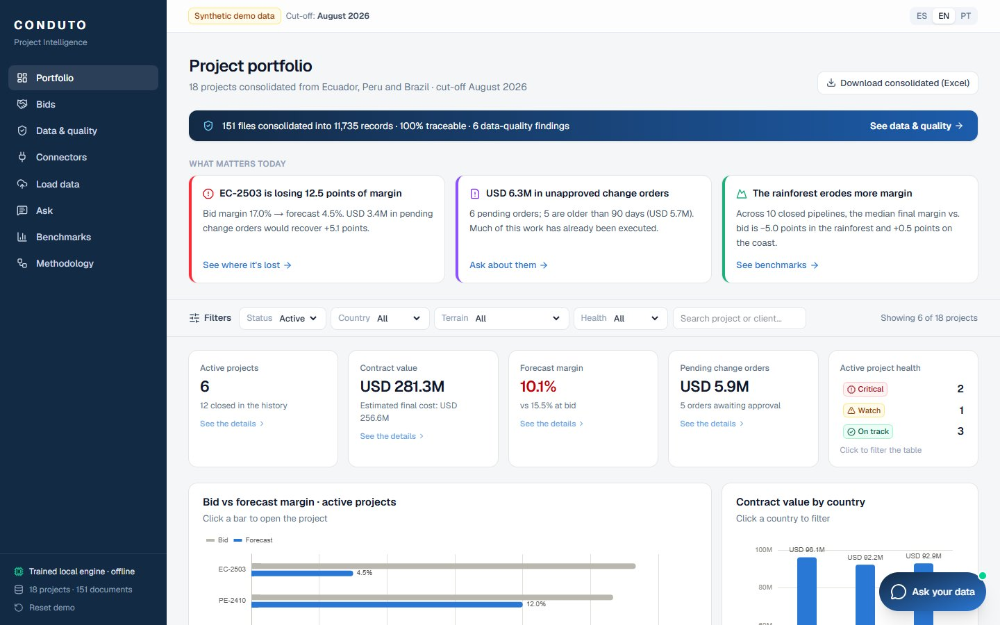 CONDUTO
Project Intelligence
Portfolio
Bids
Data & quality
Connectors
Load data
Ask
Benchmarks
Methodology
Trained local engine · offline
18 projects · 151 documents
Reset demo
Synthetic demo data Cut-off: August 2026
ES EN PT
Project portfolio
18 projects consolidated from Ecuador, Peru and Brazil · cut-off August 2026
Download consolidated (Excel)
151 files consolidated into 11,735 records · 100% traceable · 6 data-quality findings
See data & quality →
WHAT MATTERS TODAY
EC-2503 is losing 12.5 points of margin
Bid margin 17.0% → forecast 4.5%. USD 3.4M in pending
change orders would recover +5.1 points.
See where it's lost →
USD 6.3M in unapproved change orders
6 pending orders; 5 are older than 90 days (USD 5.7M).
Much of this work has already been executed.
Ask about them →
The rainforest erodes more margin
Across 10 closed pipelines, the median final margin vs.
bid is −5.0 points in the rainforest and +0.5 points on
the coast.
See benchmarks →
Filters
Status Active
Country All
Terrain All
Health All
Search project or client...
Showing 6 of 18 projects
Active projects
6
12 closed in the history
See the details >
Contract value
USD 281.3M
Estimated final cost: USD
256.6M
See the details >
Forecast margin
10.1%
vs 15.5% at bid
See the details >
Pending change orders
USD 5.9M
5 orders awaiting approval
See the details >
Active project health
Critical 2
Watch 1
On track 3
Click to filter the table
Bid vs forecast margin · active projects
Click a bar to open the project
Bid Forecast
EC-2503
4.5%
PE-2410
12.0%
Contract value by country
Click a country to filter
100M
USD 96.1M
USD 92.2M
USD 92.9M
80M
60M
Ask your data